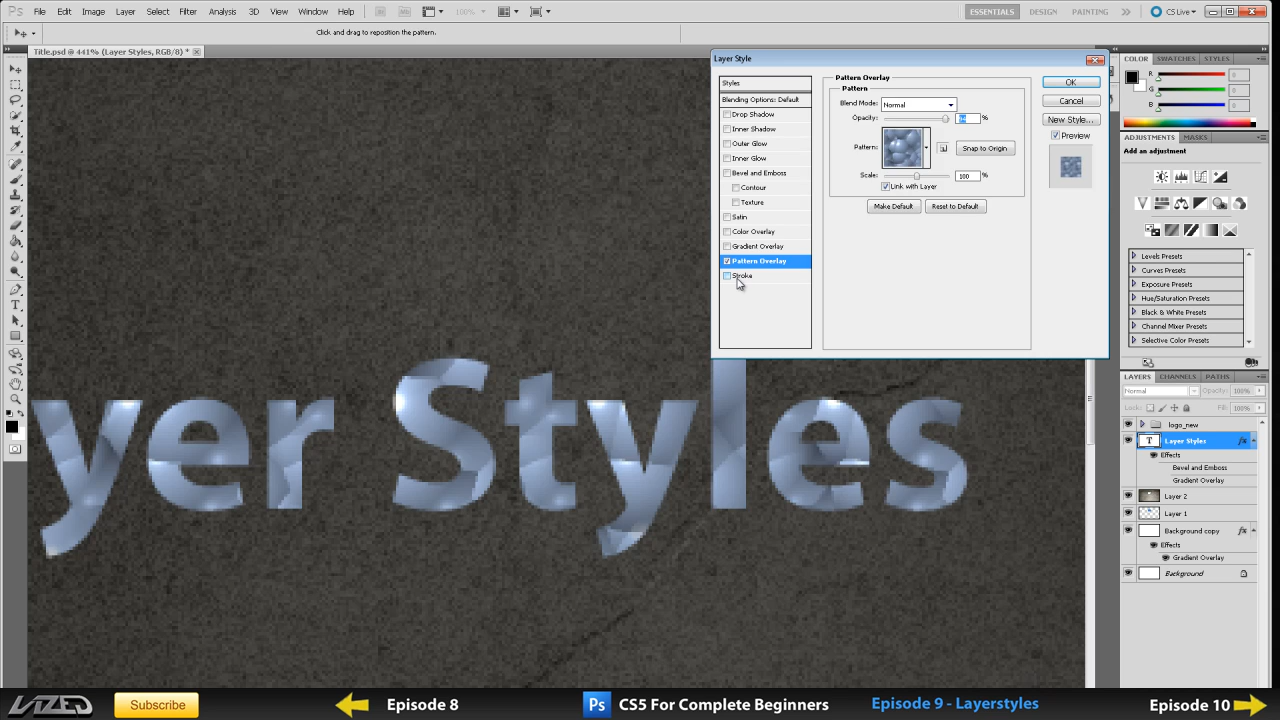 Ps File Edit Image Layer Select Filter Analysis 3D View Window Help 100% ESSENTIALS DESIGN PAINTING CS Live
Click and drag to reposition the pattern.
Title.psd @ 441% (Layer Styles, RGB/8) *
Layer Style
Styles
Blending Options: Default
Drop Shadow
Inner Shadow
Outer Glow
Inner Glow
Bevel and Emboss
Contour
Texture
Satin
Color Overlay
Gradient Overlay
Pattern Overlay
Stroke
Pattern Overlay
Pattern
Blend Mode: Normal
Opacity: %
Pattern: Snap to Origin
Scale: 100 %
Link with Layer
Make Default Reset to Default
OK
Cancel
New Style...
Preview
COLOR SWATCHES STYLES
R 0
G 0
B 0
ADJUSTMENTS MASKS
Add an adjustment
Levels Presets
Curves Presets
Exposure Presets
Hue/Saturation Presets
Black & White Presets
Channel Mixer Presets
Selective Color Presets
LAYERS CHANNELS PATHS
Normal Opacity: 100%
Lock: Fill: 100%
logo_new
T Layer Styles fx
Effects
Bevel and Emboss
Gradient Overlay
Layer 2
Layer 1
Background copy fx
Effects
Gradient Overlay
Background
yer Styles
VIZED Subscribe Episode 8 Ps CS5 For Complete Beginners Episode 9 - Layerstyles Episode 10